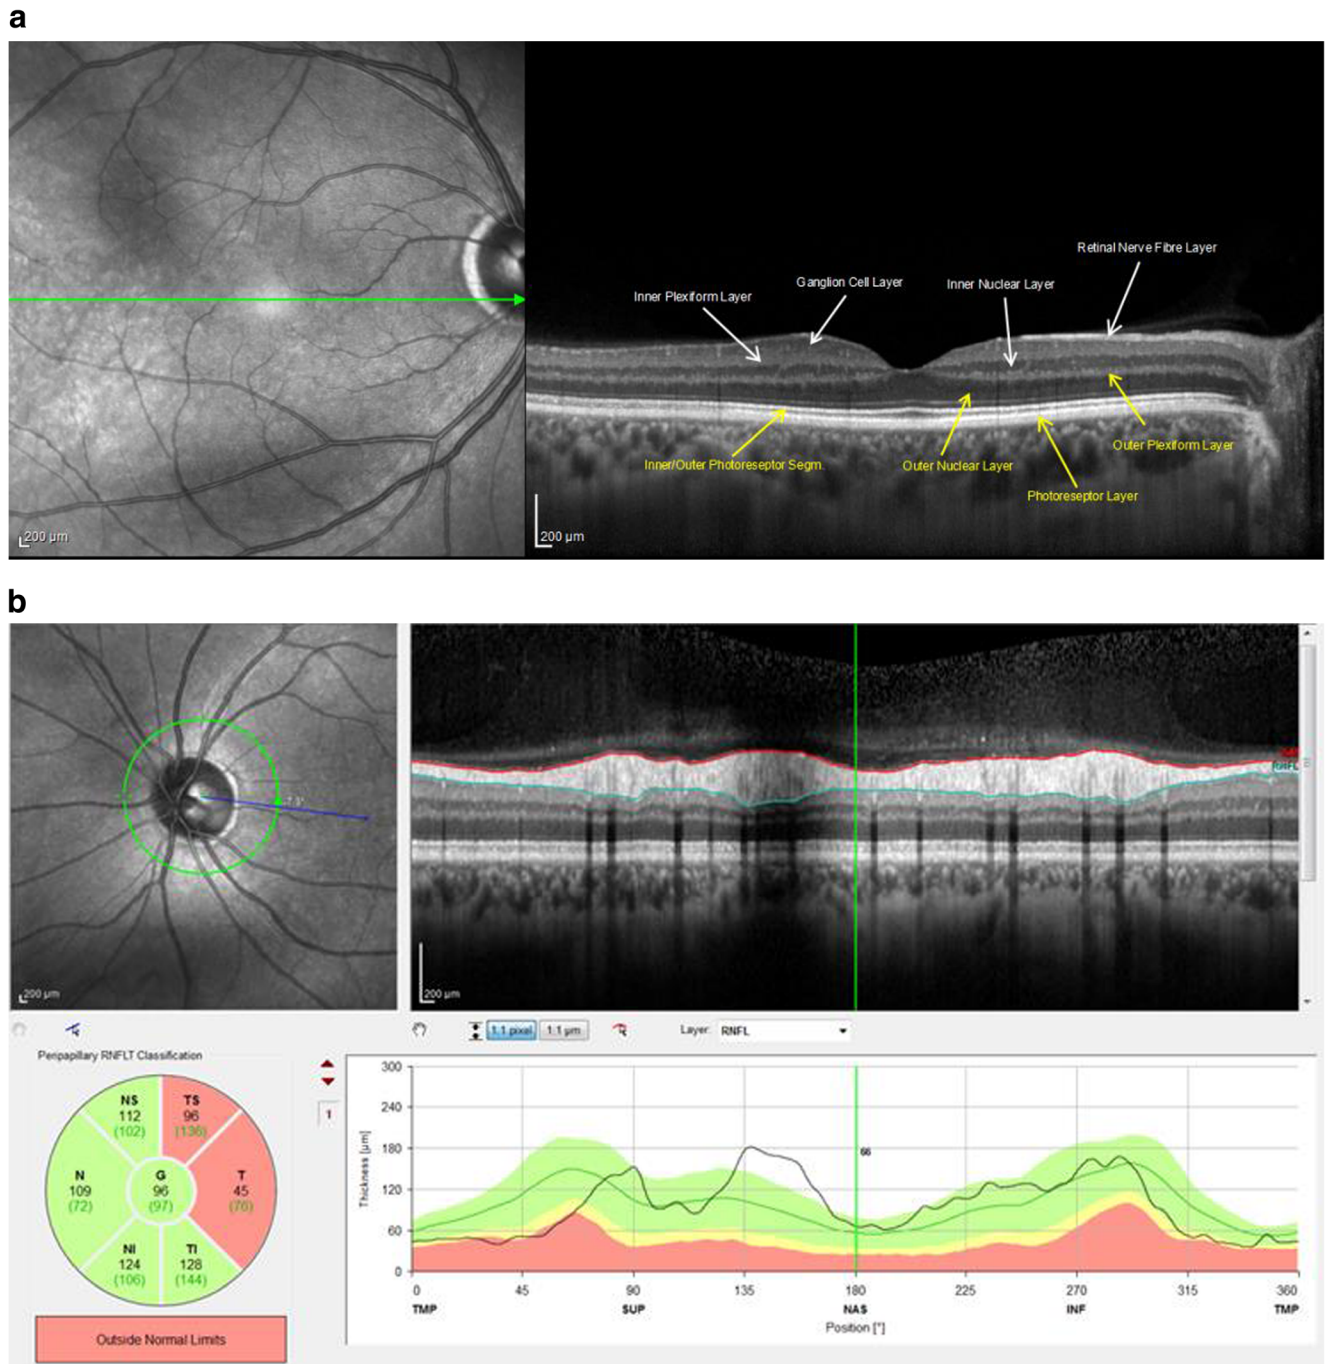 a
Retinal Nerve Fibre Layer
Ganglion Cell Layer
Inner Nuclear Layer
Inner Plexiform Layer
Outer Plexiform Layer
Inner/Outer Photoreseptor Segm.
Outer Nuclear Layer
Photoreseptor Layer
200 µm
200 µm
b
RNFL
200 µm
200 µm
1:1 pixel
1:1 µm
Layer:
RNFL
Peripapillary RNFLT Classification
NS
112
(102)
TS
96
(136)
N
109
(72)
G
96
(97)
T
45
(76)
NI
124
(106)
TI
128
(144)
Outside Normal Limits
1
Thickness [µm]
300
240
180
120
60
0
66
0
45
90
135
180
225
270
315
360
TMP
SUP
NAS
INF
TMP
Position [°]